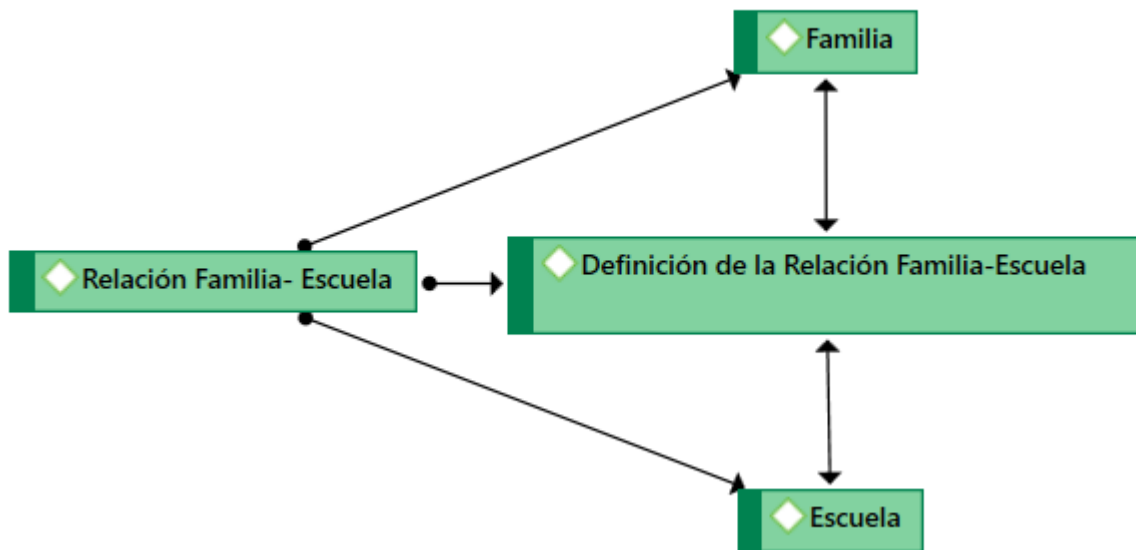 Familia
Relación Familia- Escuela
Definición de la Relación Familia-Escuela
Escuela